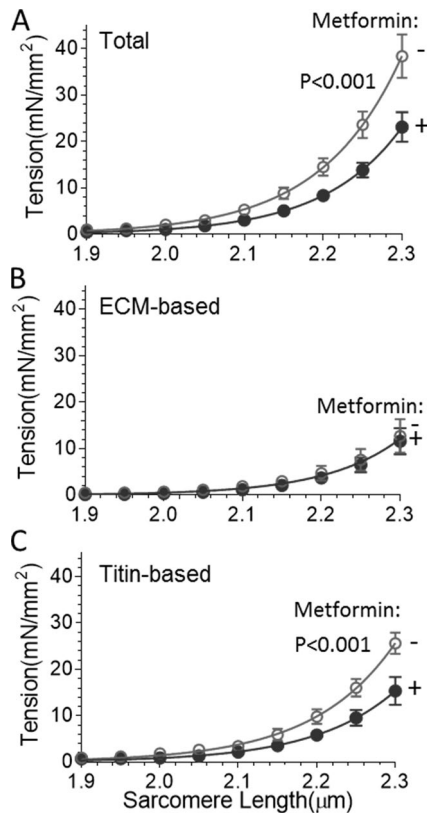 A
Total
Metformin:
P<0.001
-
+
Tension(mN/mm²)
40
30
20
10
0
1.9 2.0 2.1 2.2 2.3
B
ECM-based
Metformin:
-
+
Tension(mN/mm²)
40
30
20
10
0
1.9 2.0 2.1 2.2 2.3
C
Titin-based
Metformin:
P<0.001
-
+
Tension(mN/mm²)
40
30
20
10
0
1.9 2.0 2.1 2.2 2.3
Sarcomere Length(μm)